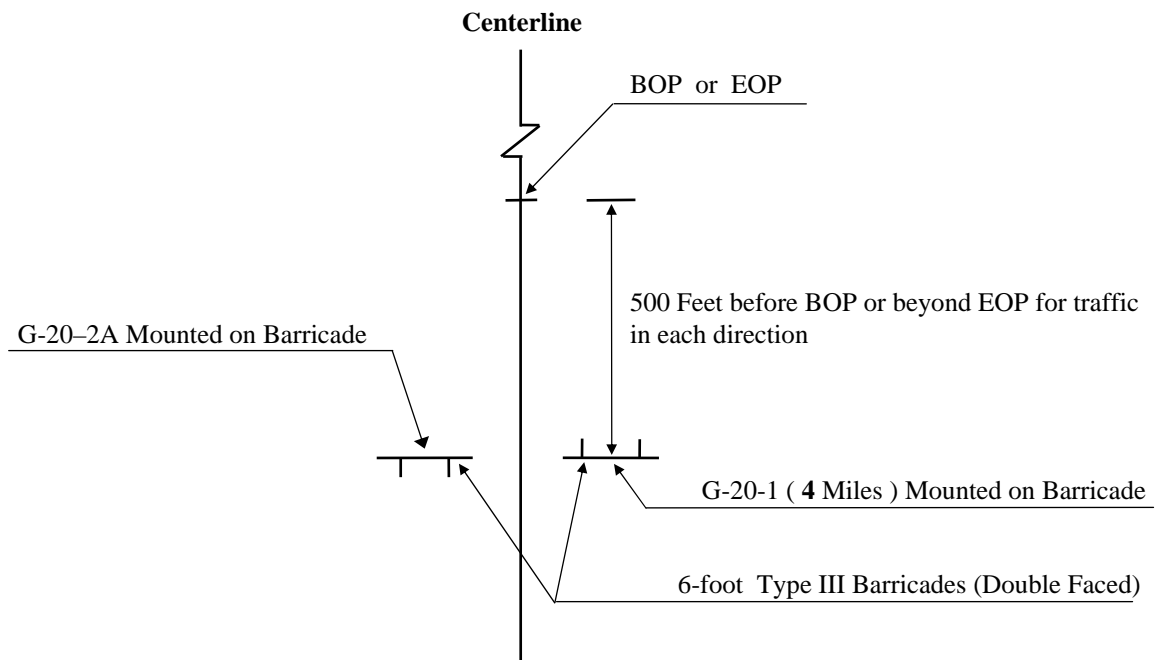 Centerline
BOP or EOP
500 Feet before BOP or beyond EOP for traffic
in each direction
G-20–2A Mounted on Barricade
G-20-1 ( 4 Miles ) Mounted on Barricade
6-foot Type III Barricades (Double Faced)